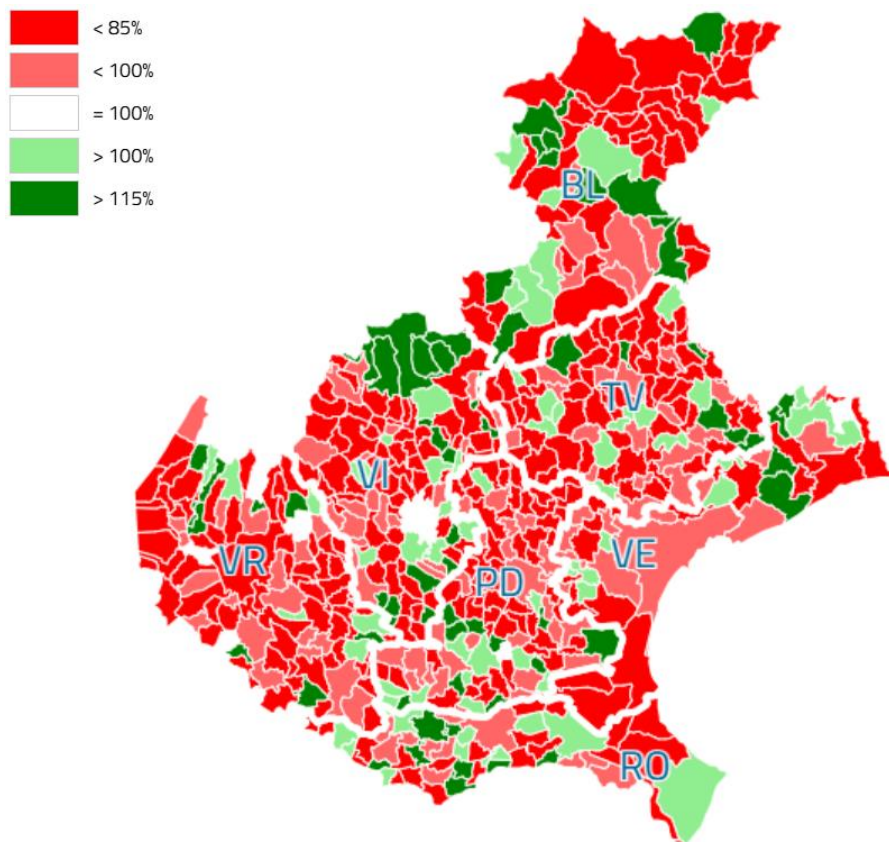 < 85%
< 100%
= 100%
> 100%
> 115%
BL
TV
VI
VR
VE
PD
RO